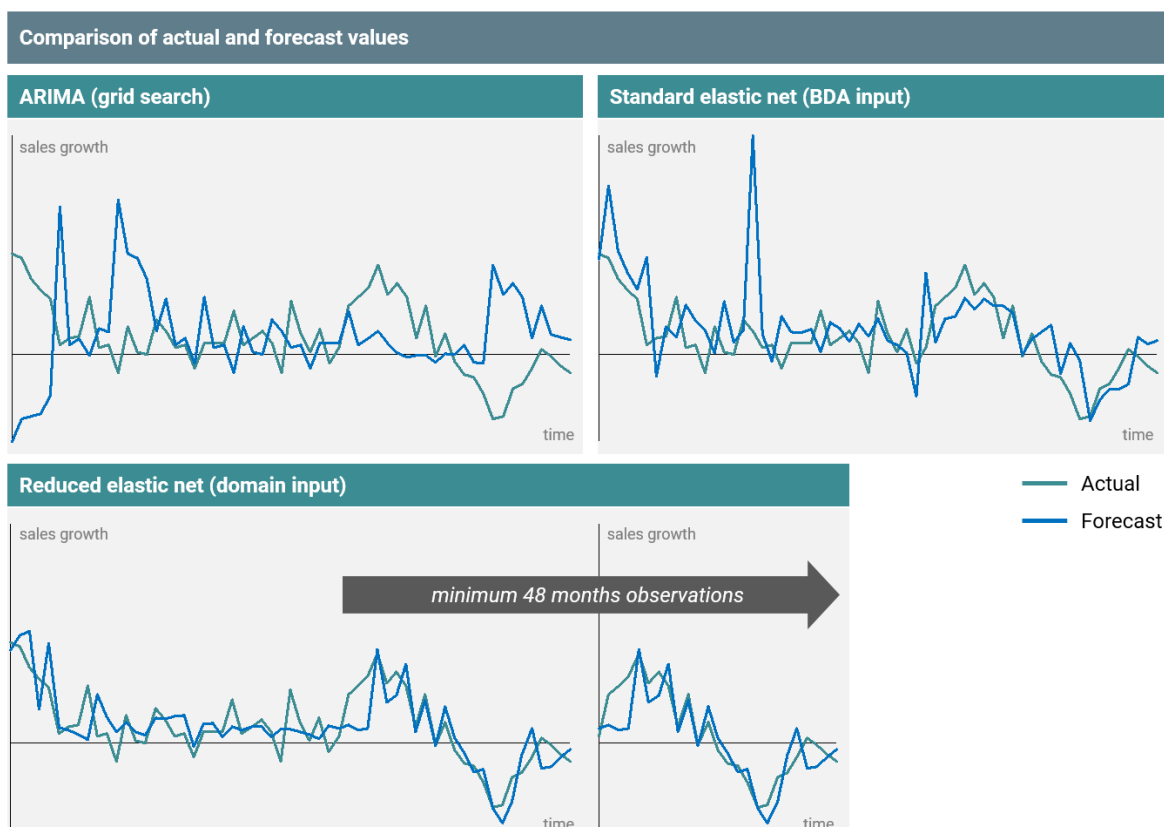 Comparison of actual and forecast values
ARIMA (grid search)
Standard elastic net (BDA input)
sales growth
sales growth
time
time
Reduced elastic net (domain input)
Actual
Forecast
sales growth
sales growth
minimum 48 months observations
time
time